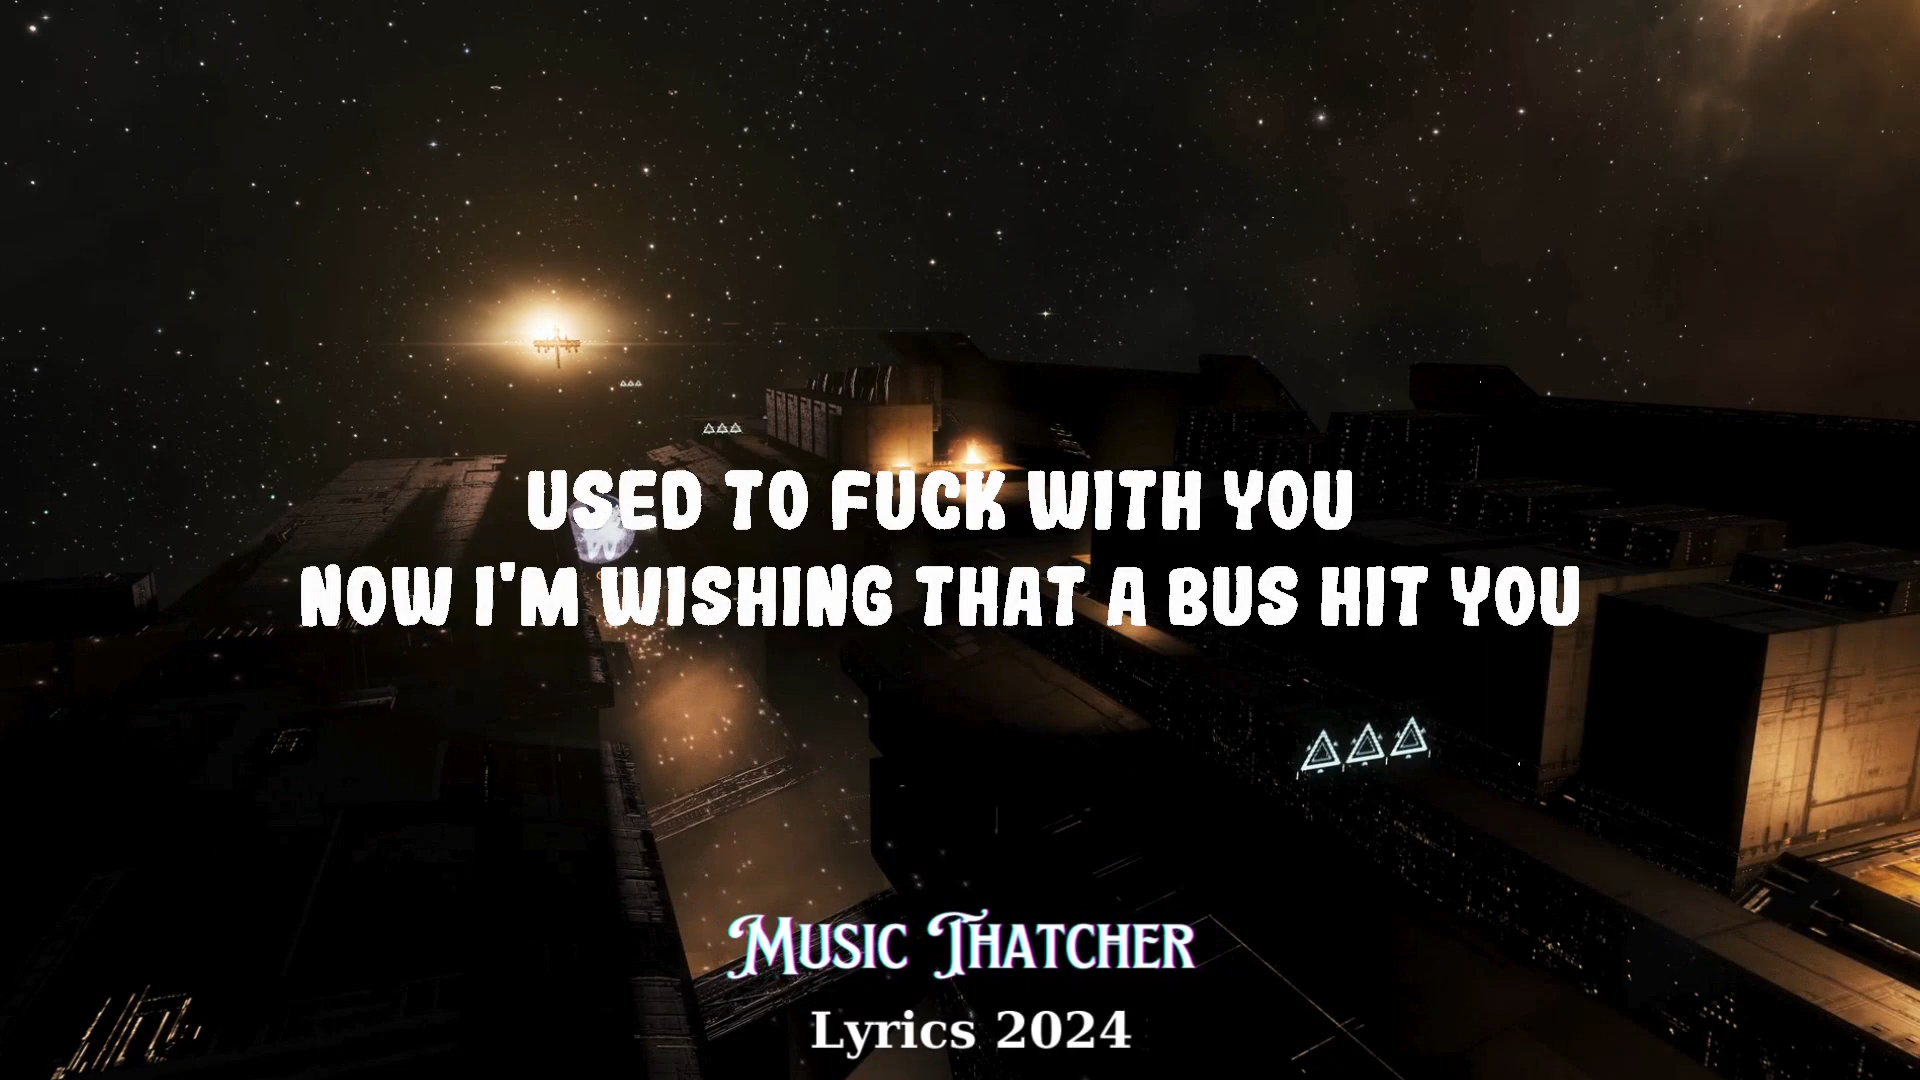 USED TO FUCK WITH YOU
NOW I'M WISHING THAT A BUS HIT YOU
MUSIC THATCHER
Lyrics 2024